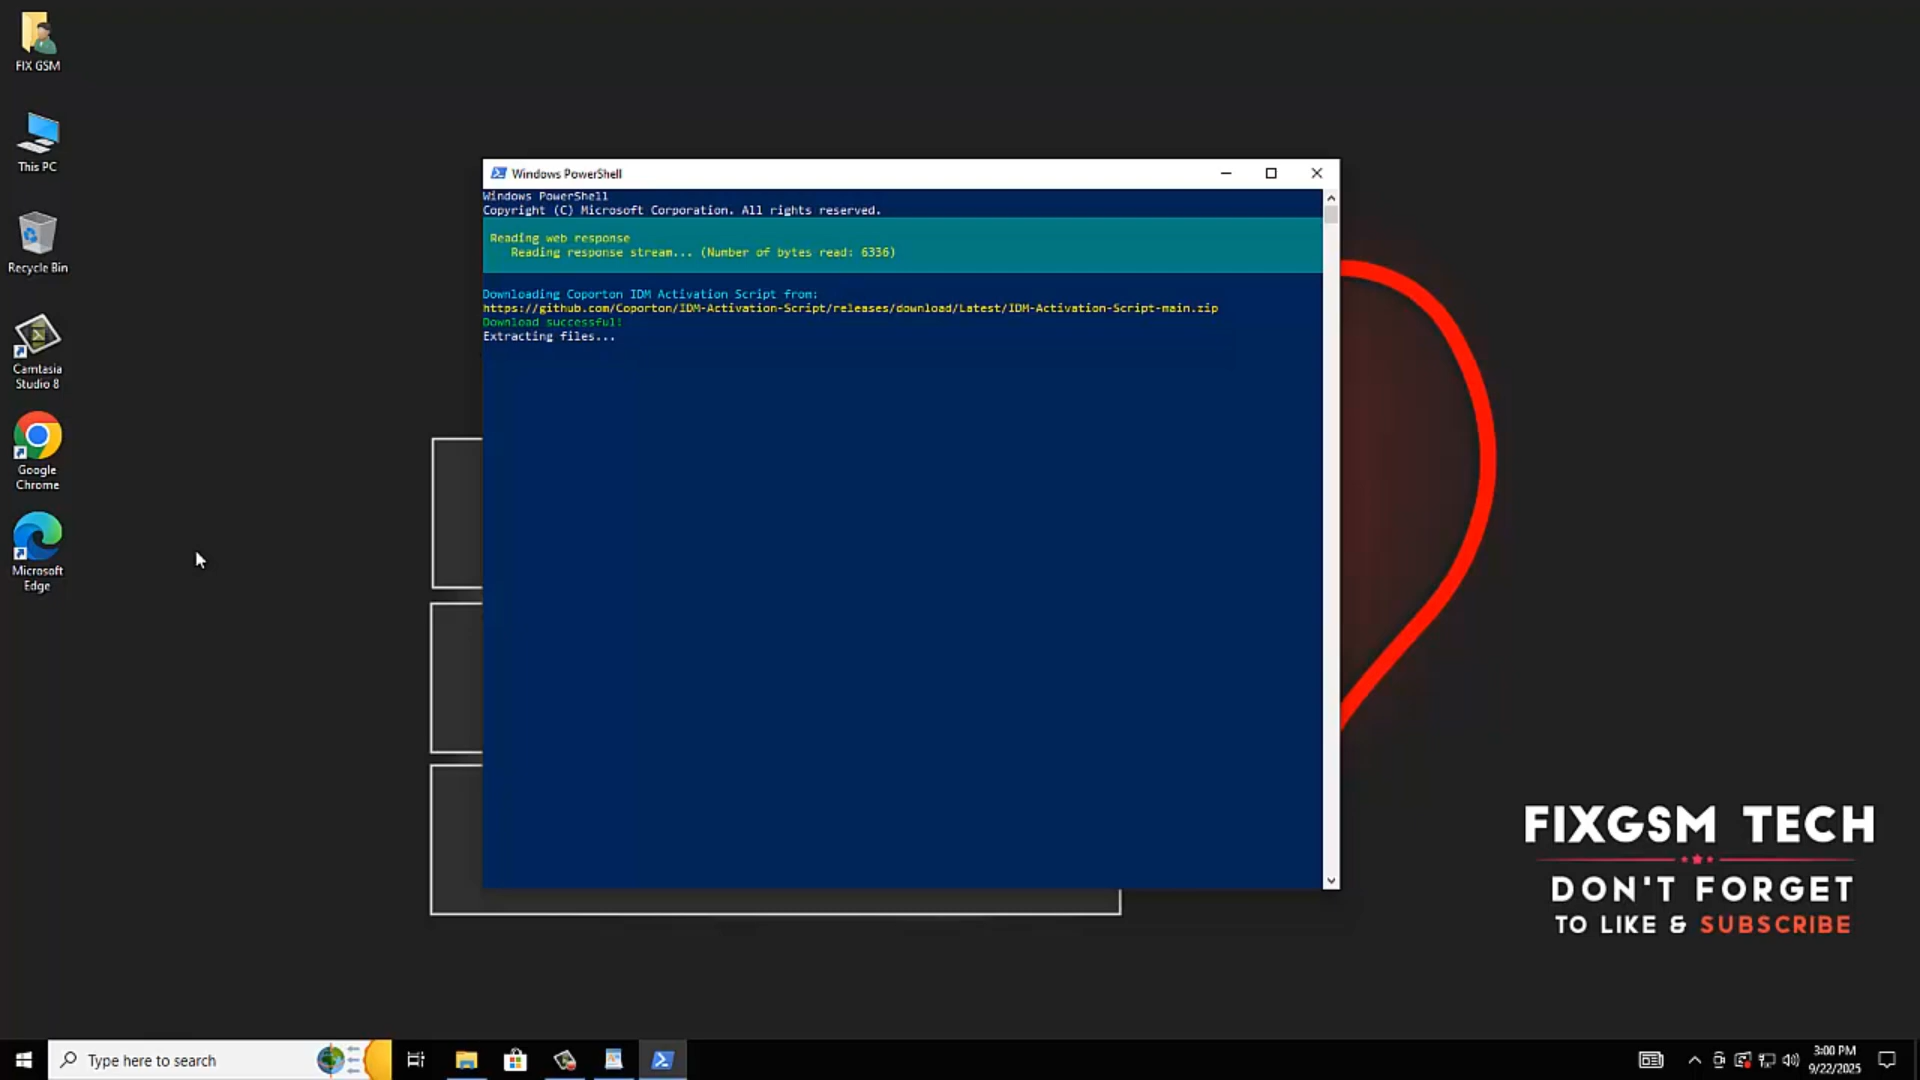 FIX GSM
This PC
Recycle Bin
Camtasia
Studio 8
Google
Chrome
Microsoft
Edge
Windows PowerShell
Windows PowerShell
Copyright (C) Microsoft Corporation. All rights reserved.
Reading web response
Reading response stream... (Number of bytes read: 6336)
Downloading Coporton IDM Activation Script from:
https://github.com/Coporton/IDM-Activation-Script/releases/download/Latest/IDM-Activation-Script-main.zip
Download successful!
Extracting files...
FIXGSM TECH
DON'T FORGET
TO LIKE & SUBSCRIBE
Type here to search
3:00 PM
9/22/2025